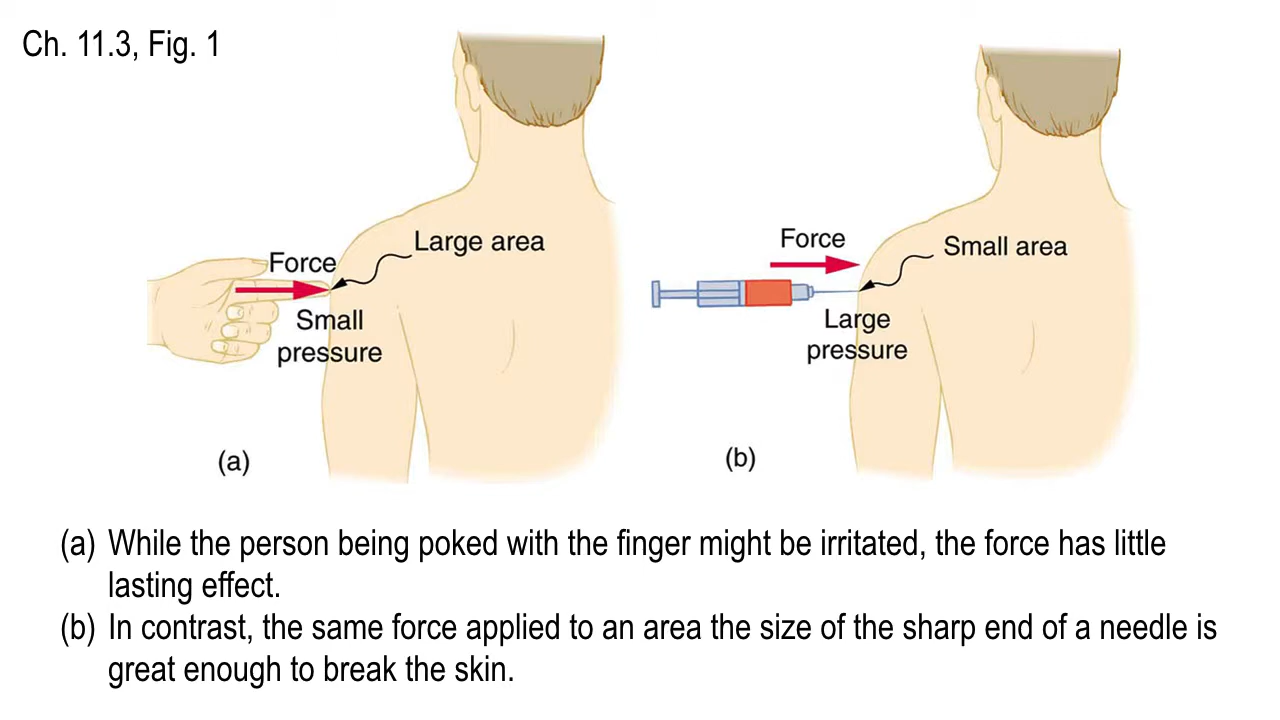 Ch. 11.3, Fig. 1
Force
Large area
Small
pressure
(a)
Force
Small area
Large
pressure
(b)
(a) While the person being poked with the finger might be irritated, the force has little
lasting effect.
(b) In contrast, the same force applied to an area the size of the sharp end of a needle is
great enough to break the skin.